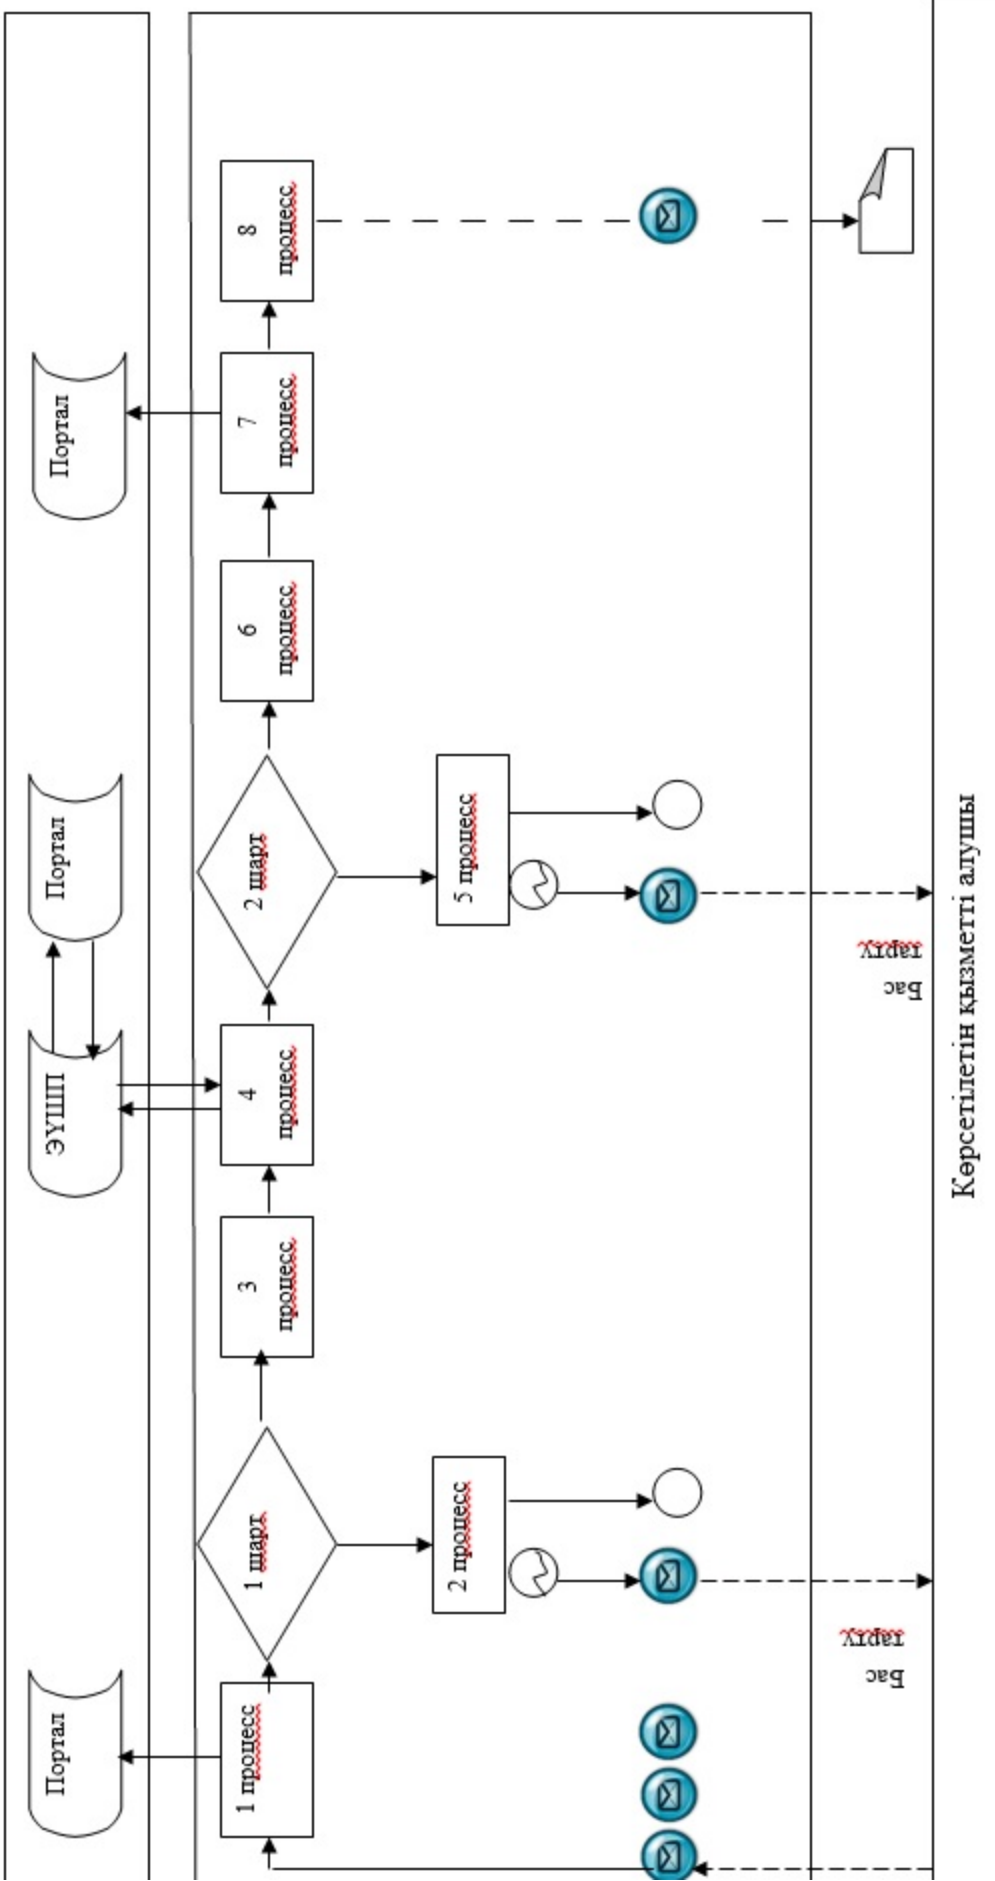 Портал
ЭҮШП
Портал
Портал
1 процесс
1 шарт
3
процесс
4
процесс
2 шарт
6
процесс
7
процесс
8
процесс
2 процесс
5 процесс
Бас
тарту
Бас
тарту
Көрсетілетін қызметті алушы